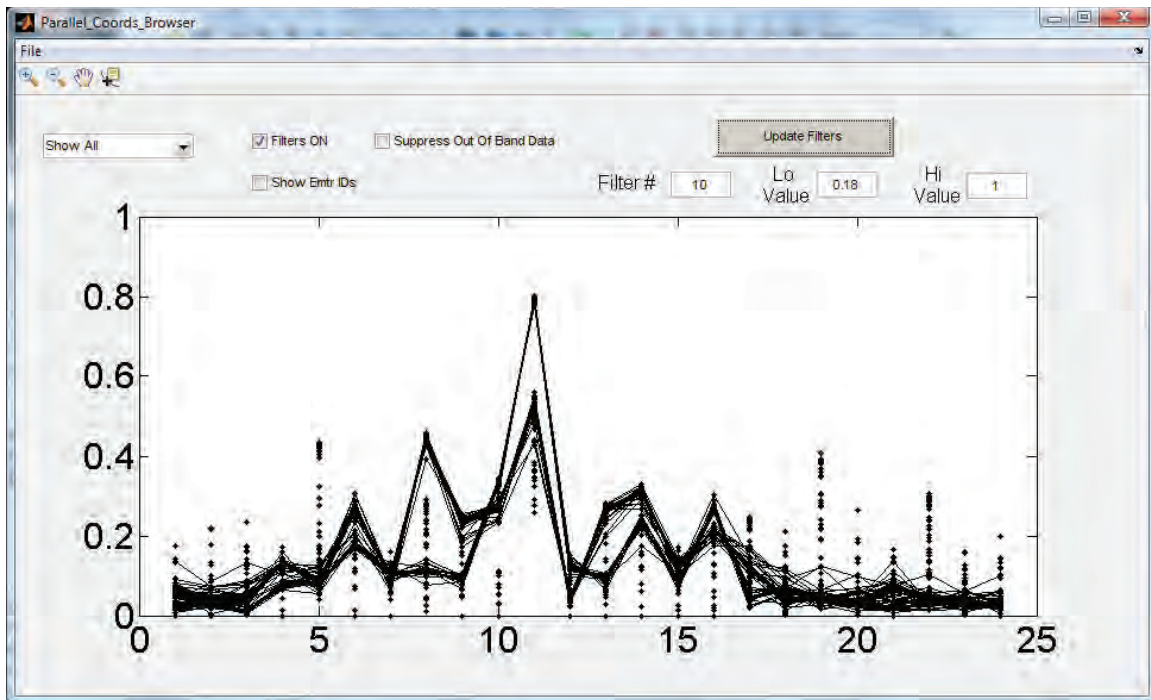 Parallel_Coords_Browser
File
Show All
Filters ON
Suppress Out Of Band Data
Update Filters
Show Emtr IDs
Filter #
10
Lo
Value
0.18
Hi
Value
1
1
0.8
0.6
0.4
0.2
0
0
5
10
15
20
25